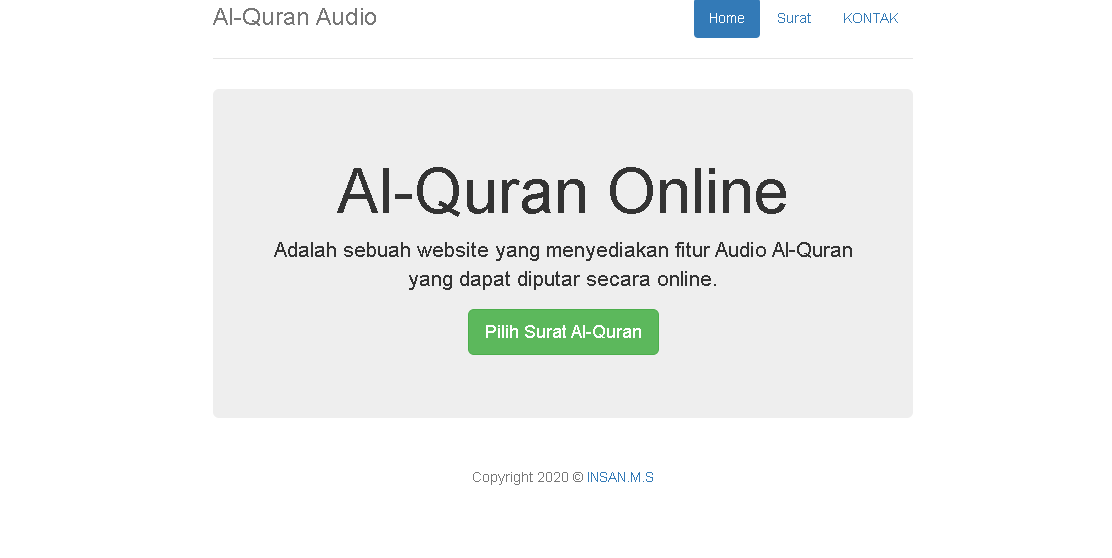 Al-Quran Audio
Home Surat KONTAK
Al-Quran Online
Adalah sebuah website yang menyediakan fitur Audio Al-Quran
yang dapat diputar secara online.
Pilih Surat Al-Quran
Copyright 2020 © INSAN.M.S